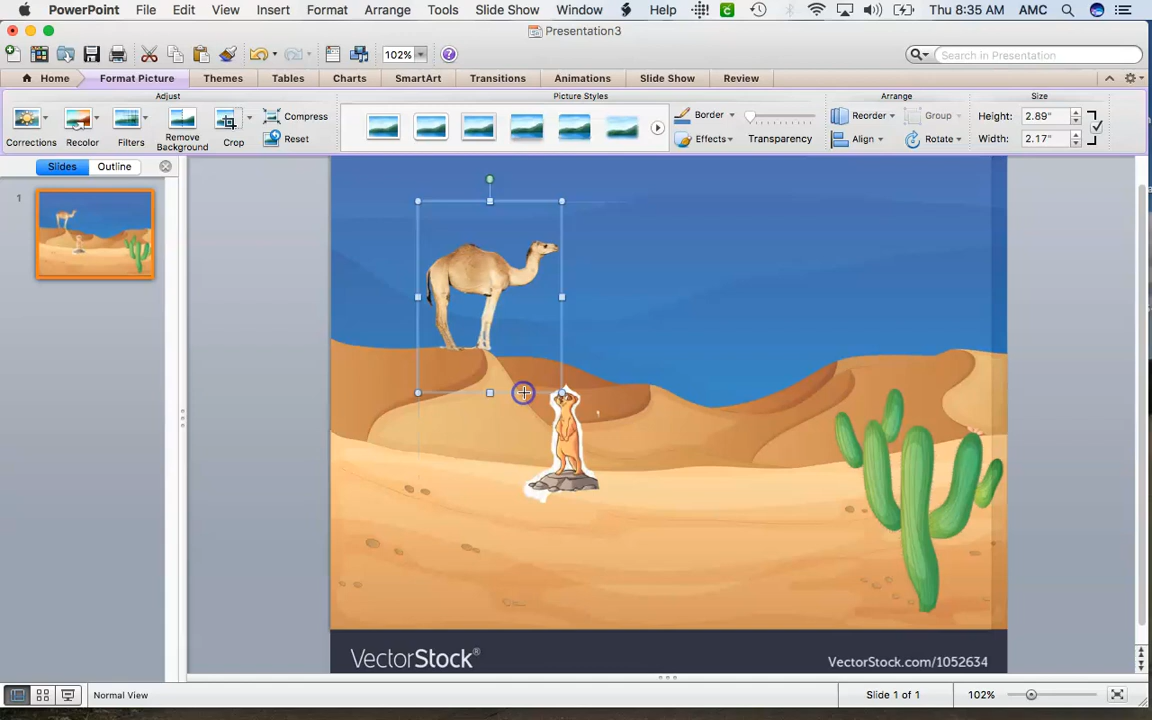 PowerPoint File Edit View Insert Format Arrange Tools Slide Show Window Help Thu 8:35 AM AMC
Presentation3
102% Search in Presentation
Home Format Picture Themes Tables Charts SmartArt Transitions Animations Slide Show Review
Adjust Picture Styles Arrange Size
Corrections Recolor Filters Remove Background Crop Compress Reset Border Effects Transparency Reorder Align Group Rotate Height: 2.89" Width: 2.17"
Slides Outline
1
VectorStock® VectorStock.com/1052634
Normal View Slide 1 of 1 102%